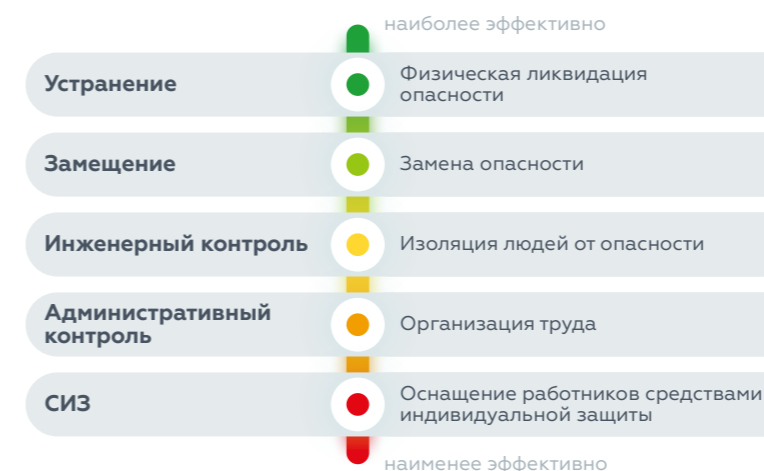 наиболее эффективно
Устранение
Физическая ликвидация
опасности
Замещение
Замена опасности
Инженерный контроль
Изоляция людей от опасности
Административный
контроль
Организация труда
СИЗ
Оснащение работников средствами
индивидуальной защиты
наименее эффективно